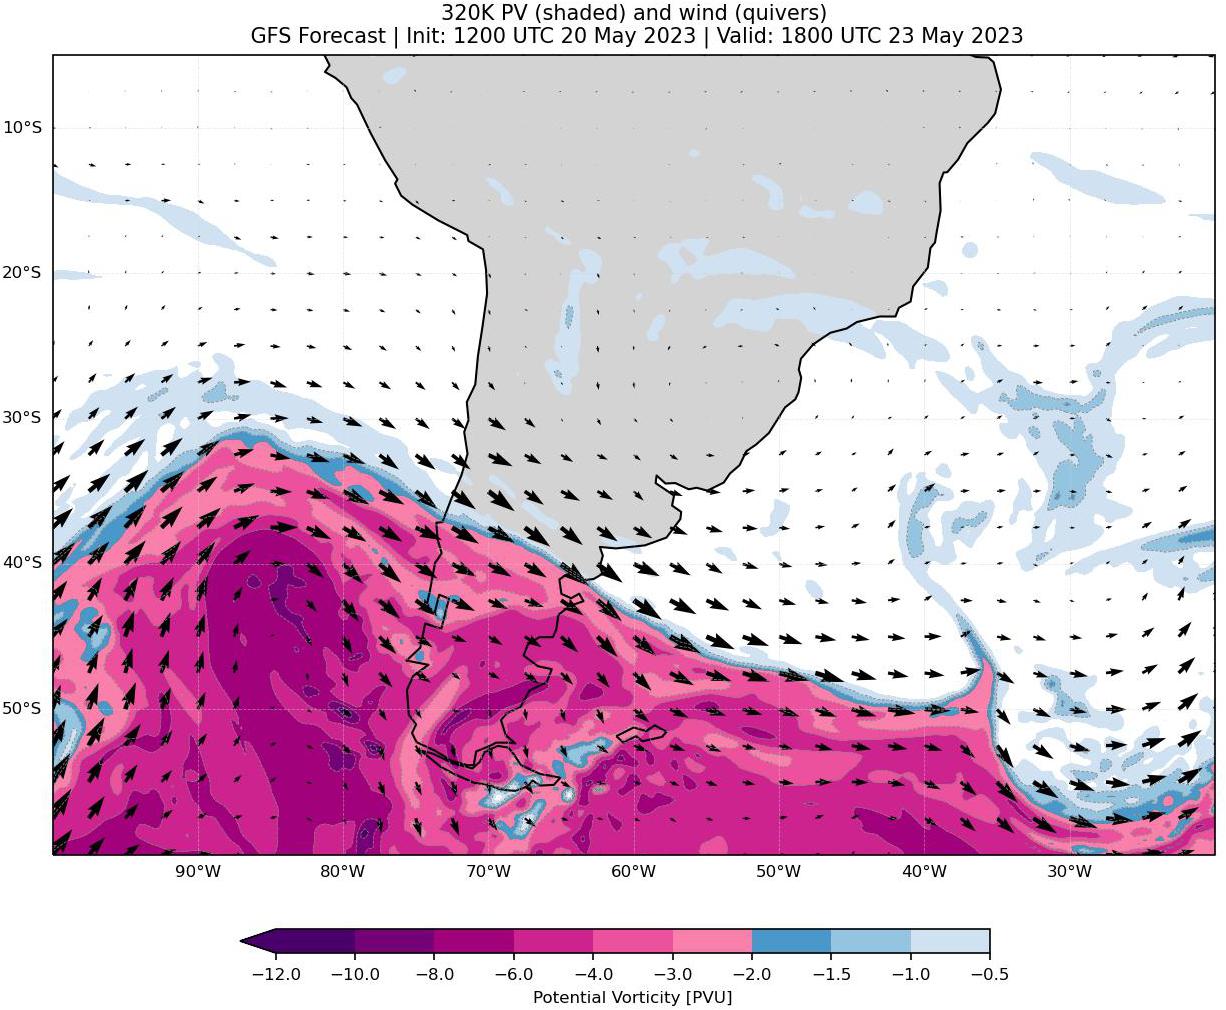 320K PV (shaded) and wind (quivers)
GFS Forecast | Init: 1200 UTC 20 May 2023 | Valid: 1800 UTC 23 May 2023
10°S
20°S
30°S
40°S
50°S
90°W 80°W 70°W 60°W 50°W 40°W 30°W
−12.0 −10.0 −8.0 −6.0 −4.0 −3.0 −2.0 −1.5 −1.0 −0.5
Potential Vorticity [PVU]